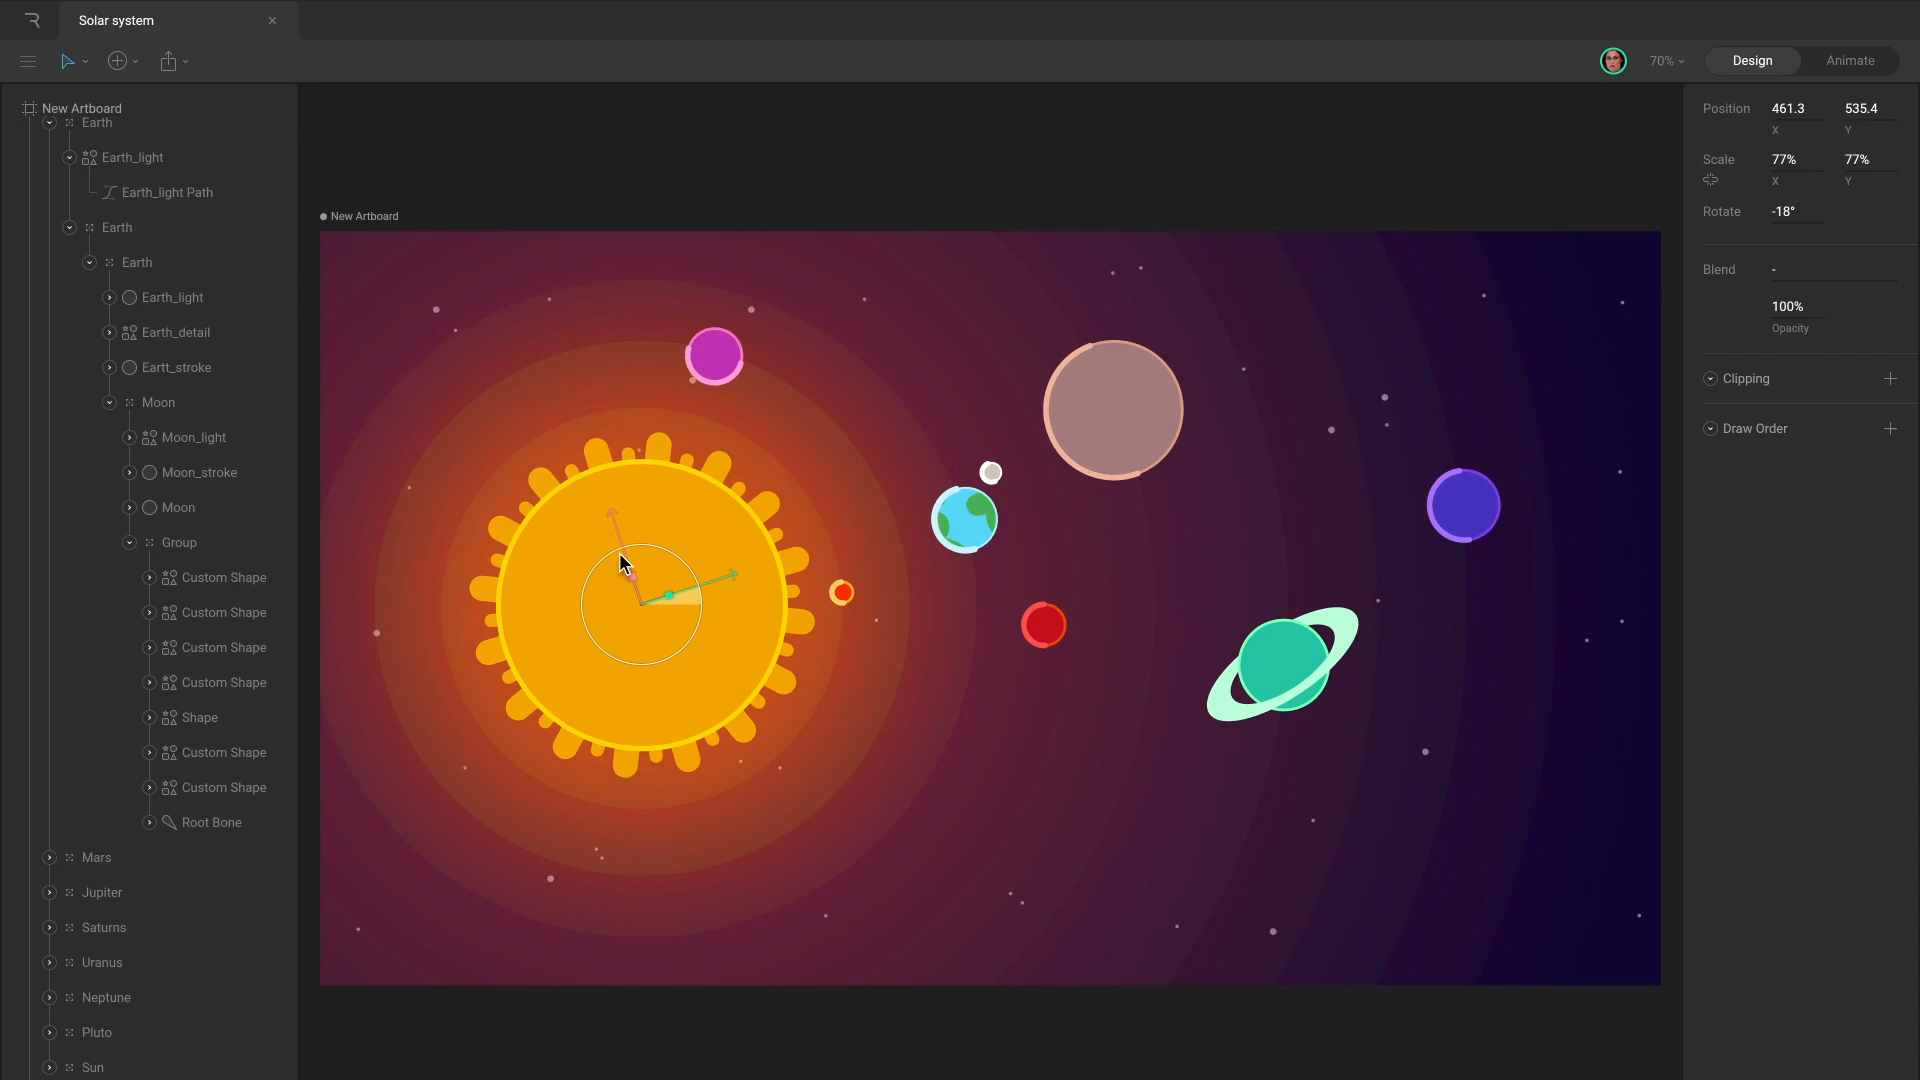 Solar system
70%
Design
Animate
New Artboard
Earth
Earth_light
Earth_light Path
Earth
Earth
Earth_light
Earth_detail
Eartt_stroke
Moon
Moon_light
Moon_stroke
Moon
Group
Custom Shape
Custom Shape
Custom Shape
Custom Shape
Shape
Custom Shape
Custom Shape
Root Bone
Mars
Jupiter
Saturns
Uranus
Neptune
Pluto
Sun
New Artboard
Position 461.3 535.4
X Y
Scale 77% 77%
X Y
Rotate -18°
Blend -
100%
Opacity
Clipping
Draw Order